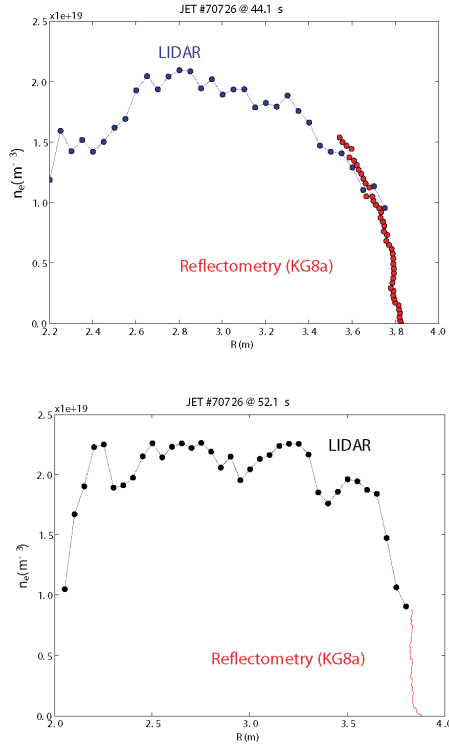 JET #70726 @ 44.1 s
x1e+19
LIDAR
2.5
2.0
1.5
1.0
0.5
0.0
nₑ(m⁻³)
Reflectometry (KG8a)
2.2 2.4 2.6 2.8 3.0 3.2 3.4 3.6 3.8 4.0
R (m)
JET #70726 @ 52.1 s
x1e+19
LIDAR
2.5
2.0
1.5
1.0
0.5
0.0
nₑ(m⁻³)
Reflectometry (KG8a)
2.0 2.5 3.0 3.5 4.0
R (m)